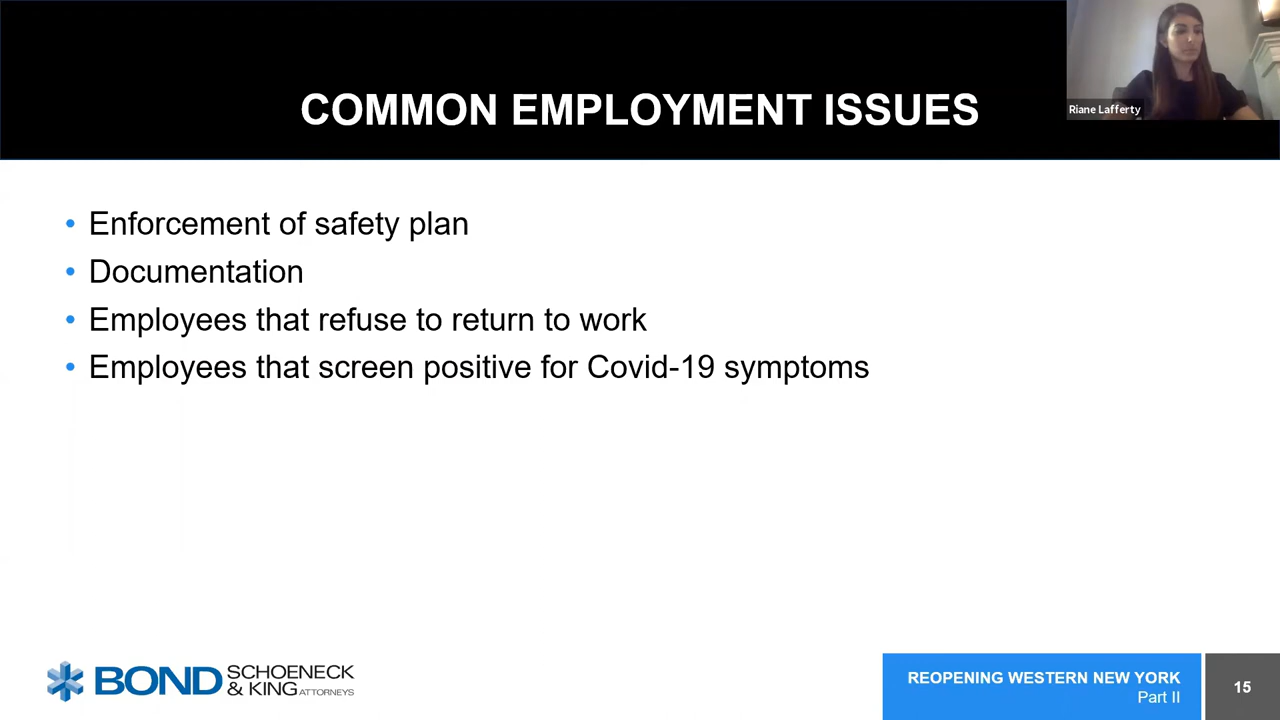 COMMON EMPLOYMENT ISSUES
Riane Lafferty
• Enforcement of safety plan
• Documentation
• Employees that refuse to return to work
• Employees that screen positive for Covid-19 symptoms
BOND SCHOENECK
& KING ATTORNEYS
REOPENING WESTERN NEW YORK
Part II
15